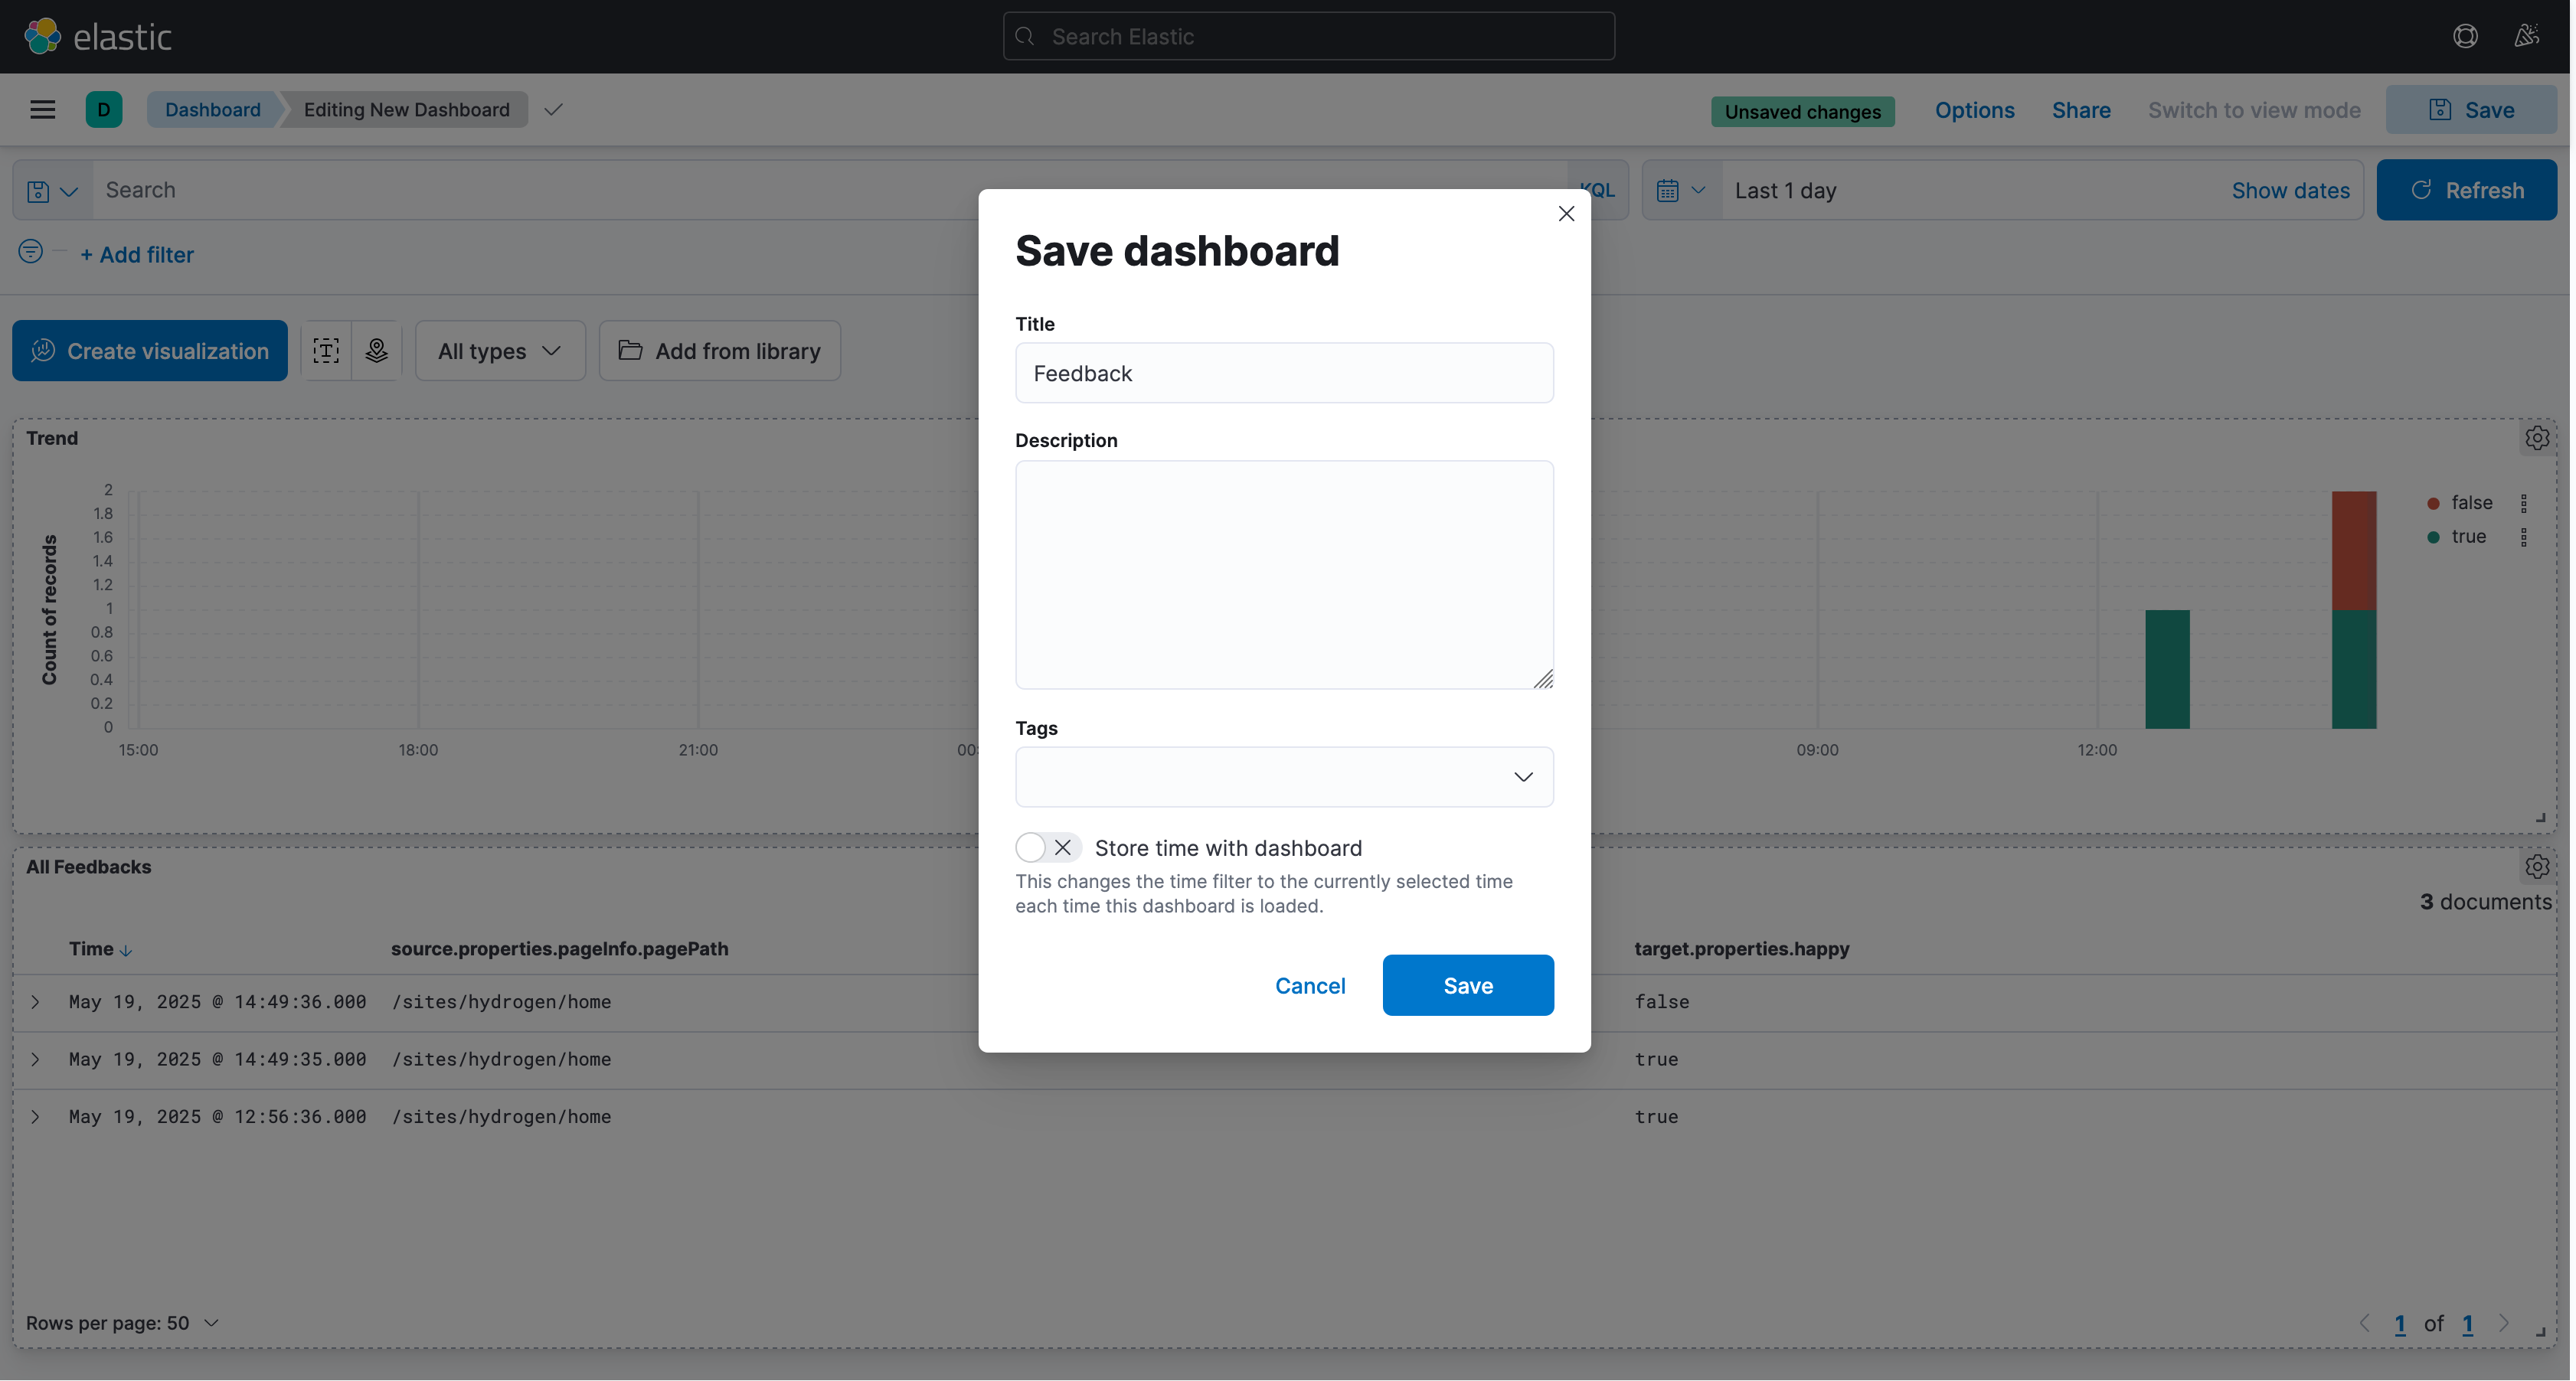 elastic
Search Elastic
D
Dashboard
Editing New Dashboard
Unsaved changes
Options
Share
Switch to view mode
Save
Search
KQL
Last 1 day
Show dates
Refresh
+ Add filter
Save dashboard
Title
Feedback
Description
Tags
Store time with dashboard
This changes the time filter to the currently selected time
each time this dashboard is loaded.
Cancel
Save
Create visualization
All types
Add from library
Trend
Count of records
2
1.8
1.6
1.4
1.2
1
0.8
0.6
0.4
0.2
0
15:00
18:00
21:00
00:
09:00
12:00
false
true
All Feedbacks
3 documents
Time
source.properties.pageInfo.pagePath
target.properties.happy
May 19, 2025 @ 14:49:36.000 /sites/hydrogen/home false
May 19, 2025 @ 14:49:35.000 /sites/hydrogen/home true
May 19, 2025 @ 12:56:36.000 /sites/hydrogen/home true
Rows per page: 50
1 of 1